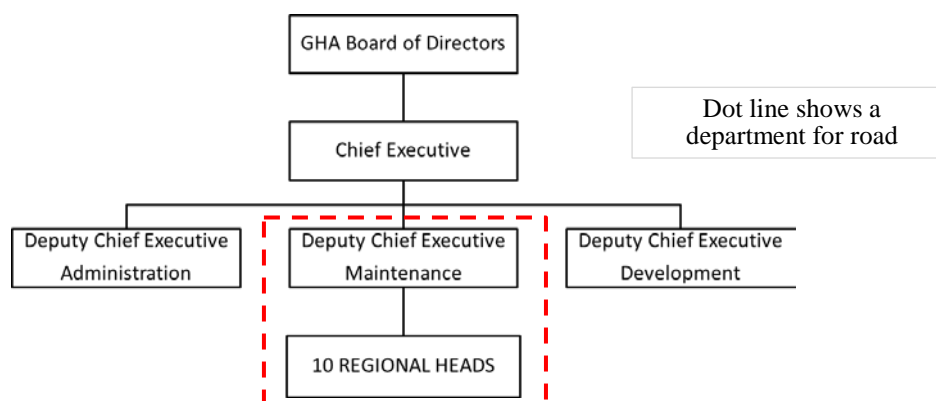 GHA Board of Directors
Dot line shows a
department for road
Chief Executive
Deputy Chief Executive
Administration
Deputy Chief Executive
Maintenance
Deputy Chief Executive
Development
10 REGIONAL HEADS